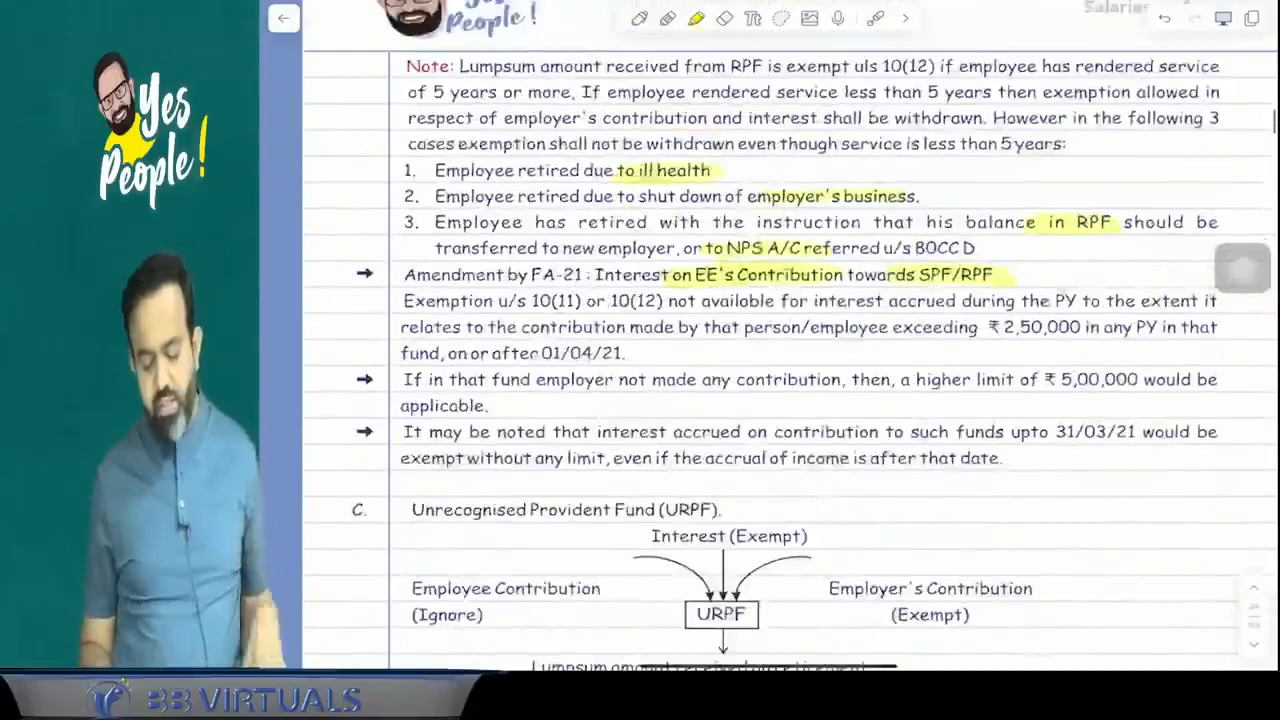 Salaries
People !
Yes
People !
Note: Lumpsum amount received from RPF is exempt u/s 10(12) if employee has rendered service
of 5 years or more. If employee rendered service less than 5 years then exemption allowed in
respect of employer's contribution and interest shall be withdrawn. However in the following 3
cases exemption shall not be withdrawn even though service is less than 5 years:
1. Employee retired due to ill health
2. Employee retired due to shut down of employer's business.
3. Employee has retired with the instruction that his balance in RPF should be
transferred to new employer, or to NPS A/C referred u/s 80CC D
→ Amendment by FA-21 : Interest on EE's Contribution towards SPF/RPF
Exemption u/s 10(11) or 10(12) not available for interest accrued during the PY to the extent it
relates to the contribution made by that person/employee exceeding ₹ 2,50,000 in any PY in that
fund, on or after 01/04/21.
→ If in that fund employer not made any contribution, then, a higher limit of ₹ 5,00,000 would be
applicable.
→ It may be noted that interest accrued on contribution to such funds upto 31/03/21 would be
exempt without any limit, even if the accrual of income is after that date.
C. Unrecognised Provident Fund (URPF).
Interest (Exempt)
Employee Contribution Employer's Contribution
(Ignore) URPF (Exempt)
Lumpsum amount received on retirement
BB VIRTUALS